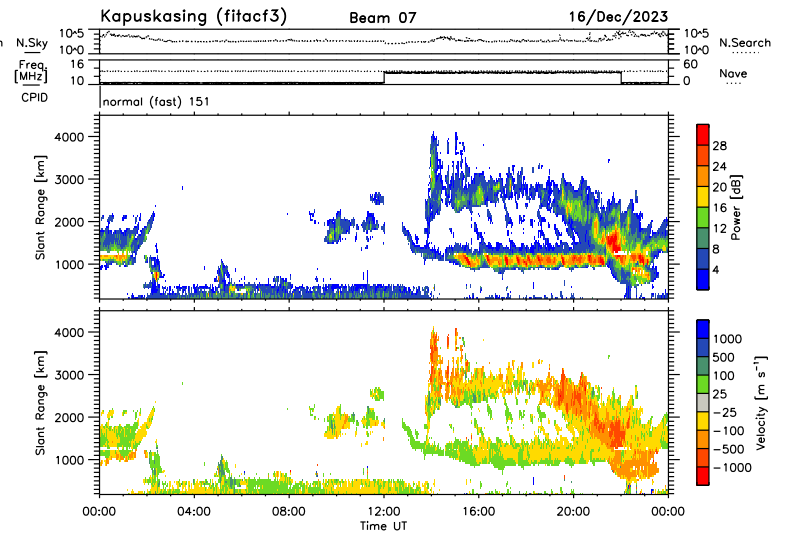 Kapuskasing (fitacf3) Beam 07 16/Dec/2023
N.Sky 10^5 10^0 10^5 10^0 N.Search
Freq. [MHz] 16 10 60 0 Nave
CPID normal (fast) 151
Slant Range [km]
4000
3000
2000
1000
28
24
20
16
12
8
4
Power [dB]
Slant Range [km]
4000
3000
2000
1000
1000
500
100
25
-25
-100
-500
-1000
Velocity [m s⁻¹]
00:00 04:00 08:00 12:00 16:00 20:00 00:00
Time UT